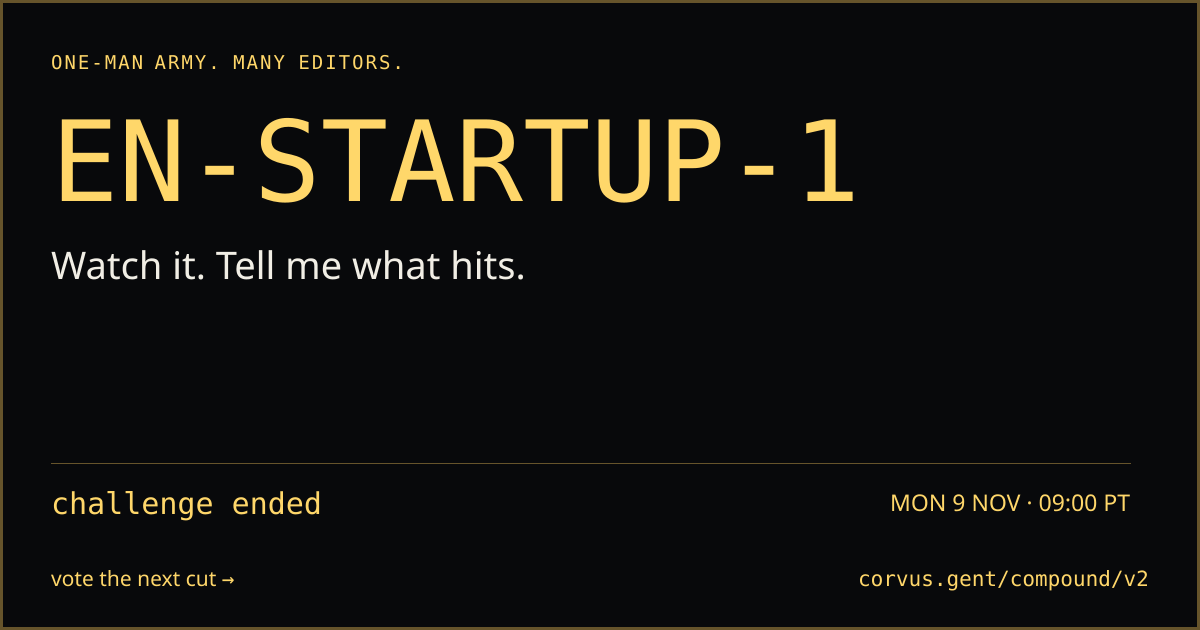 ONE-MAN ARMY. MANY EDITORS.
EN-STARTUP-1
Watch it. Tell me what hits.
challenge ended
MON 9 NOV · 09:00 PT
vote the next cut →
corvus.gent/compound/v2